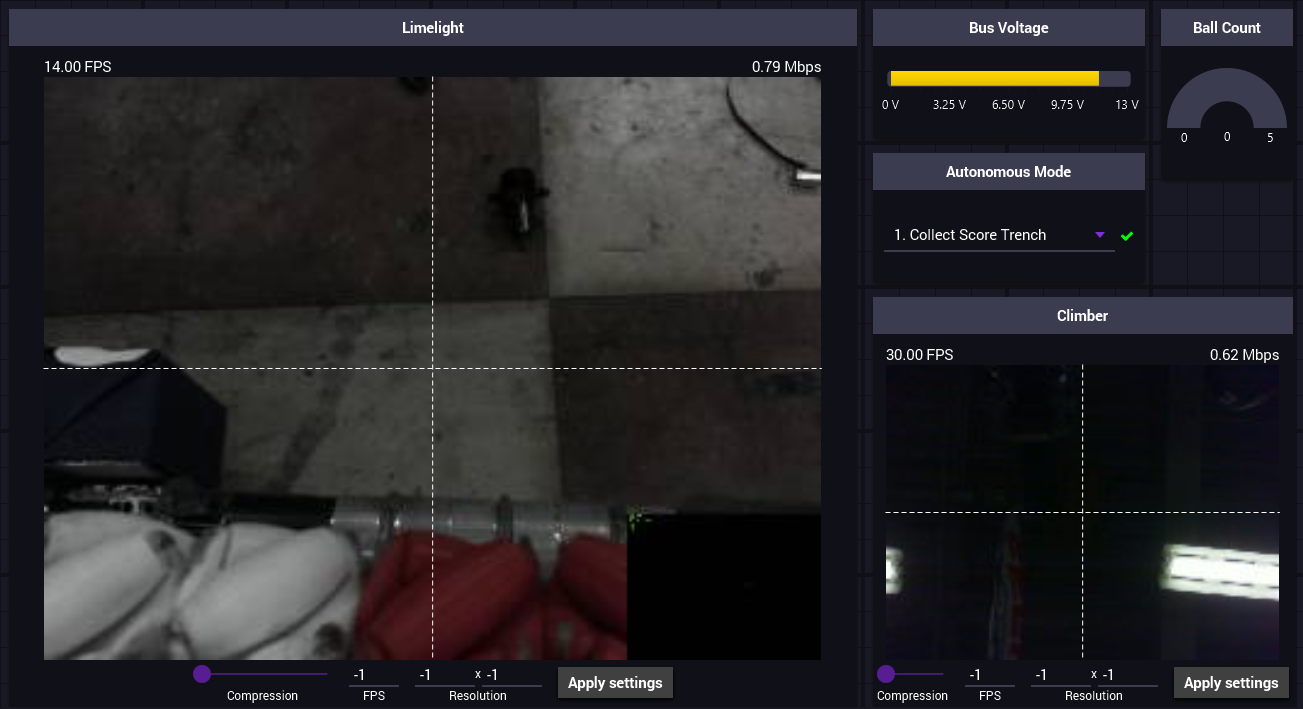 Limelight
14.00 FPS
0.79 Mbps
Compression
-1
FPS
-1 x -1
Resolution
Apply settings
Bus Voltage
0 V 3.25 V 6.50 V 9.75 V 13 V
Ball Count
0 0 5
Autonomous Mode
1. Collect Score Trench
Climber
30.00 FPS
0.62 Mbps
Compression
-1
FPS
-1 x -1
Resolution
Apply settings